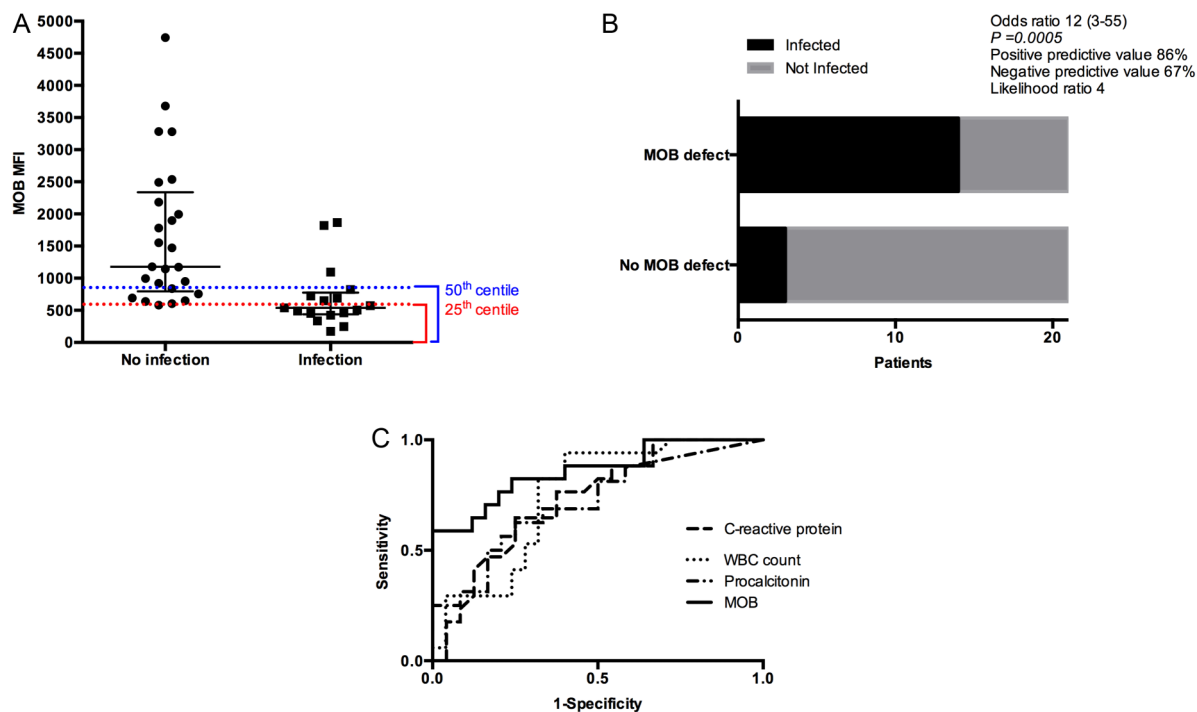 A
5000
4500
4000
3500
3000
2500
2000
1500
1000
500
0
MOB MFI
50th centile
25th centile
No infection
Infection
B
Infected
Not Infected
Odds ratio 12 (3-55)
P =0.0005
Positive predictive value 86%
Negative predictive value 67%
Likelihood ratio 4
MOB defect
No MOB defect
0
10
20
Patients
C
1.0
0.5
0.0
Sensitivity
C-reactive protein
WBC count
Procalcitonin
MOB
0.0
0.5
1.0
1-Specificity